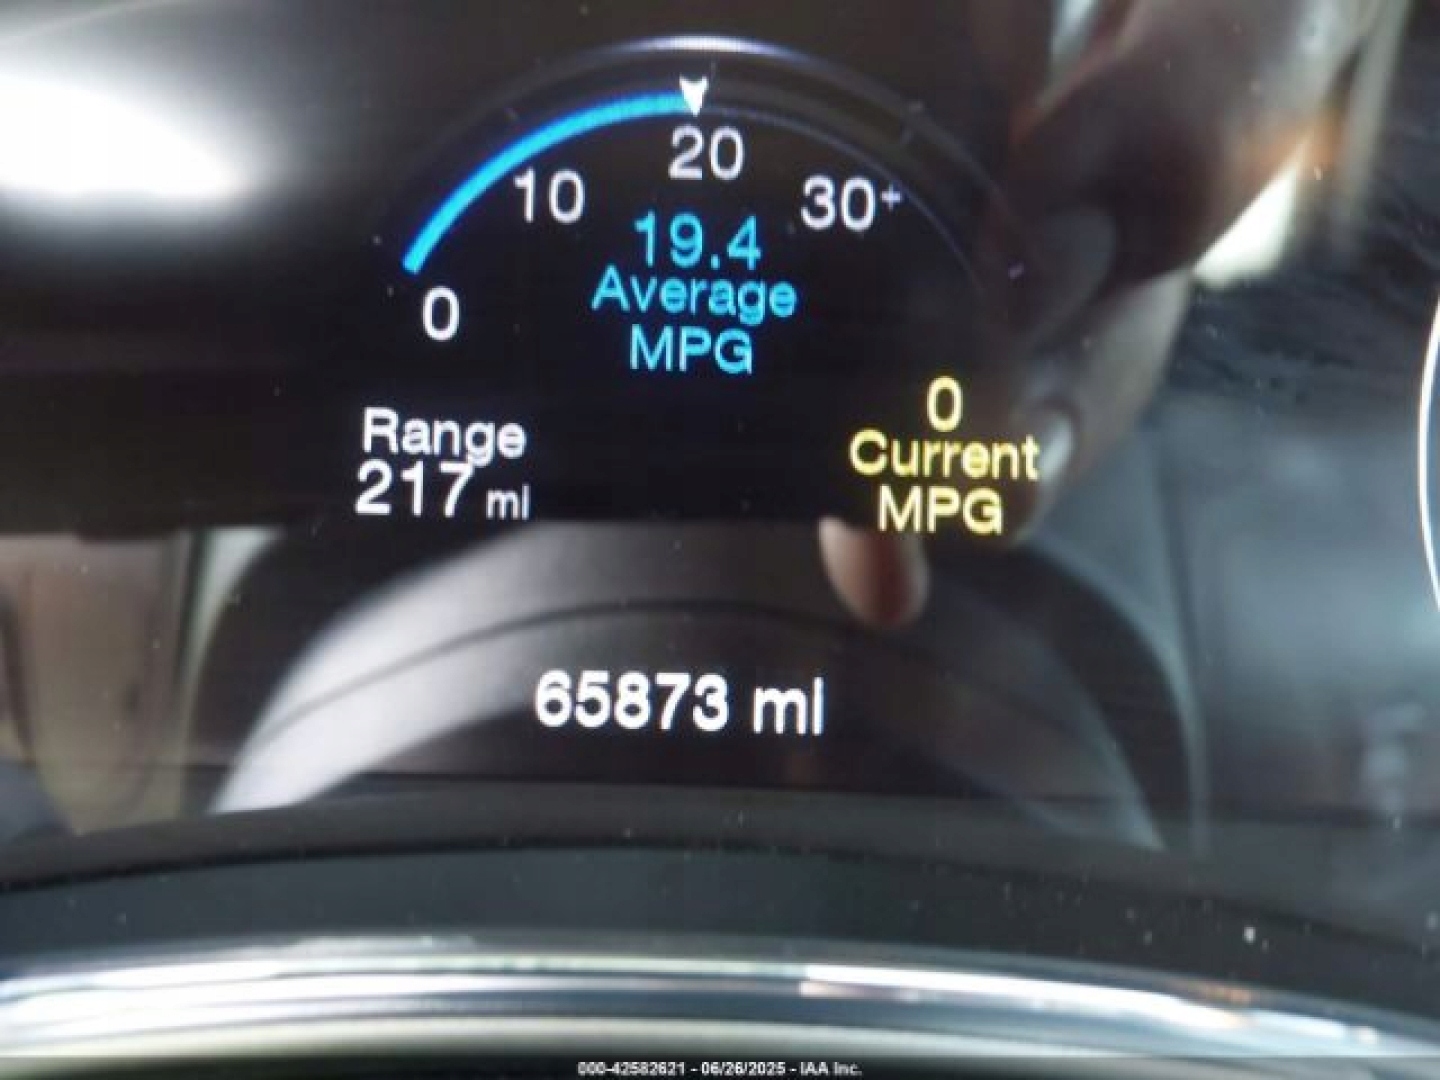 20
10
30+
19.4
Average
MPG
0
0
Current
MPG
Range
217 mi
65873 mi
000-42582621 - 06/26/2025 - IAA Inc.